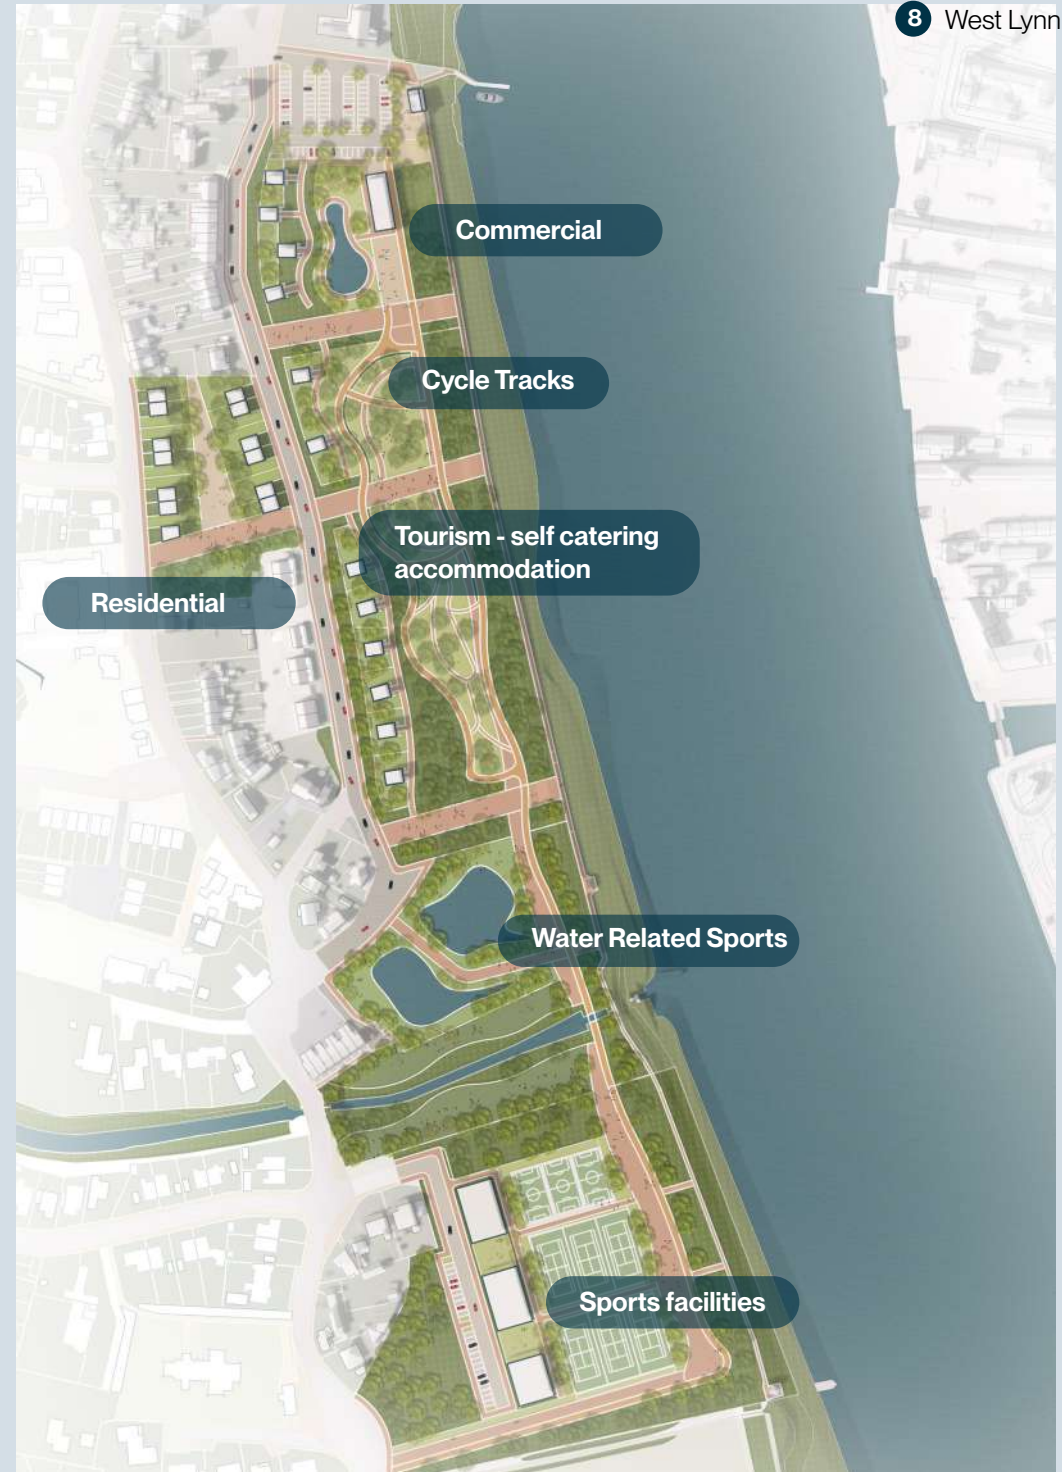 8 West Lynn
Commercial
Cycle Tracks
Tourism - self catering
accommodation
Residential
Water Related Sports
Sports facilities